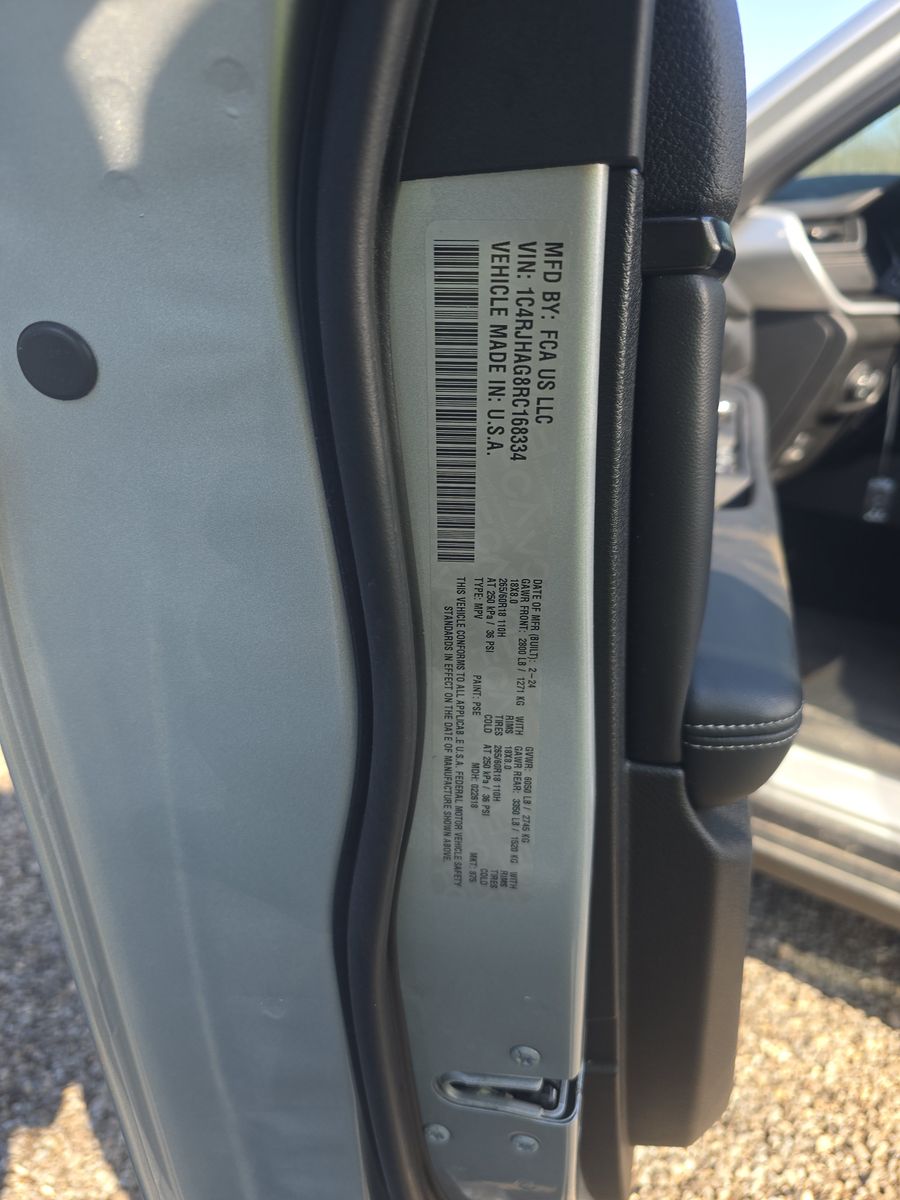 MFD BY: FCA US LLC
VIN: 1C4RJHAG8RC168334
VEHICLE MADE IN: U.S.A.
DATE OF MFR (BUILT): 2-24 GVWR: 6050 LB / 2745 KG
GAWR FRONT: 2800 LB / 1271 KG WITH GAWR REAR: 3350 LB / 1520 KG WITH
18X8.0 RIMS 18X8.0 RIMS
265/60R18 110H TIRES 265/60R18 110H TIRES
AT 250 kPa / 36 PSI COLD AT 250 kPa / 36 PSI COLD
TYPE: MPV PAINT: PSE MDH: 022618 MKT: 875
THIS VEHICLE CONFORMS TO ALL APPLICABLE U.S.A. FEDERAL MOTOR VEHICLE SAFETY
STANDARDS IN EFFECT ON THE DATE OF MANUFACTURE SHOWN ABOVE.